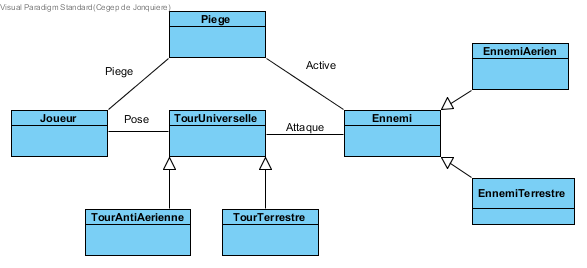 Visual Paradigm Standard(Cegep de Jonquiere)
Piege
EnnemiAerien
Piege
Active
Joueur
Pose
TourUniverselle
Attaque
Ennemi
EnnemiTerrestre
TourAntiAerienne
TourTerrestre